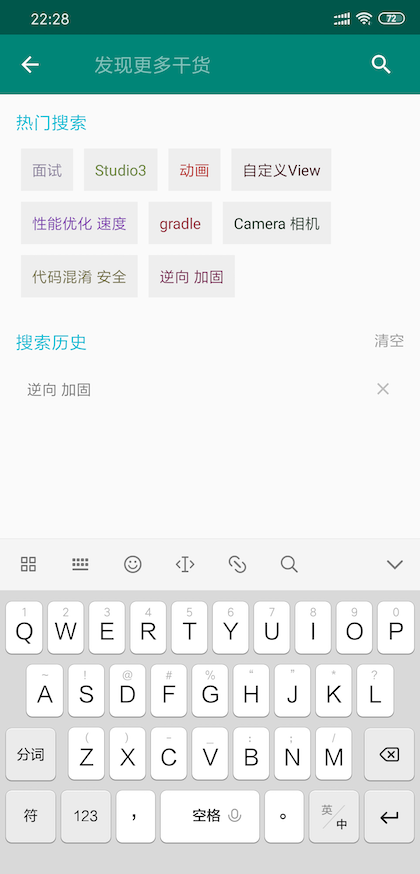 22:28
72
发现更多干货
热门搜索
面试 Studio3 动画 自定义View
性能优化 速度 gradle Camera 相机
代码混淆 安全 逆向 加固
搜索历史 清空
逆向 加固
1 2 3 4 5 6 7 8 9 0
Q W E R T Y U I O P
~ ! @ # % “ ” * ?
A S D F G H J K L
( ) - _ : ; /
分词 Z X C V B N M
符 123 , 空格 。 英/中